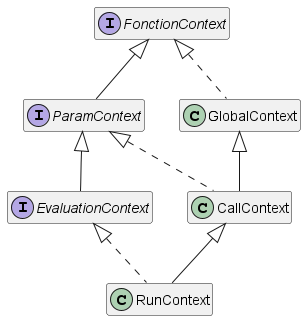 I FonctionContext
I ParamContext
C GlobalContext
I EvaluationContext
C CallContext
C RunContext